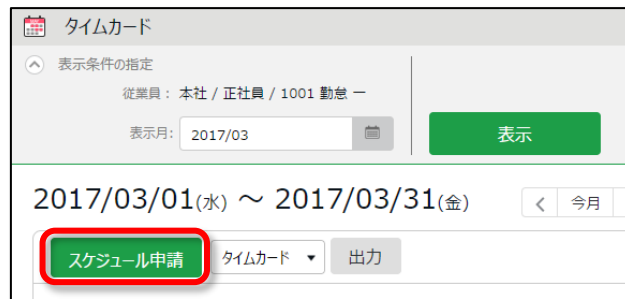 タイムカード
表示条件の指定
従業員： 本社 / 正社員 / 1001 勤怠 一
表示月： 2017/03 表示
2017/03/01(水) ～ 2017/03/31(金) < 今月
スケジュール申請 タイムカード ▼ 出力